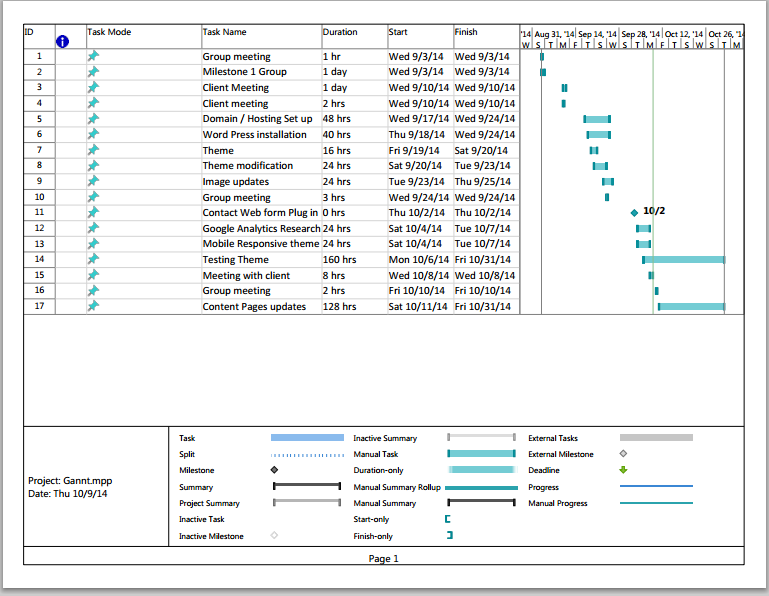 ID Task Mode Task Name Duration Start Finish '14 Aug 31, '14 Sep 14, '14 Sep 28, '14 Oct 12, '14 Oct 26, '14
W S T M F T S W S T M F T S W S T M
1 Group meeting 1 hr Wed 9/3/14 Wed 9/3/14
2 Milestone 1 Group 1 day Wed 9/3/14 Wed 9/3/14
3 Client Meeting 1 day Wed 9/10/14 Wed 9/10/14
4 Client meeting 2 hrs Wed 9/10/14 Wed 9/10/14
5 Domain / Hosting Set up 48 hrs Wed 9/17/14 Wed 9/24/14
6 Word Press installation 40 hrs Thu 9/18/14 Wed 9/24/14
7 Theme 16 hrs Fri 9/19/14 Sat 9/20/14
8 Theme modification 24 hrs Sat 9/20/14 Tue 9/23/14
9 Image updates 24 hrs Tue 9/23/14 Thu 9/25/14
10 Group meeting 3 hrs Wed 9/24/14 Wed 9/24/14
11 Contact Web form Plug in 0 hrs Thu 10/2/14 Thu 10/2/14 10/2
12 Google Analytics Research 24 hrs Sat 10/4/14 Tue 10/7/14
13 Mobile Responsive theme 24 hrs Sat 10/4/14 Tue 10/7/14
14 Testing Theme 160 hrs Mon 10/6/14 Fri 10/31/14
15 Meeting with client 8 hrs Wed 10/8/14 Wed 10/8/14
16 Group meeting 2 hrs Fri 10/10/14 Fri 10/10/14
17 Content Pages updates 128 hrs Sat 10/11/14 Fri 10/31/14
Project: Gannt.mpp
Date: Thu 10/9/14
Task
Split
Milestone
Summary
Project Summary
Inactive Task
Inactive Milestone
Inactive Summary
Manual Task
Duration-only
Manual Summary Rollup
Manual Summary
Start-only
Finish-only
External Tasks
External Milestone
Deadline
Progress
Manual Progress
Page 1